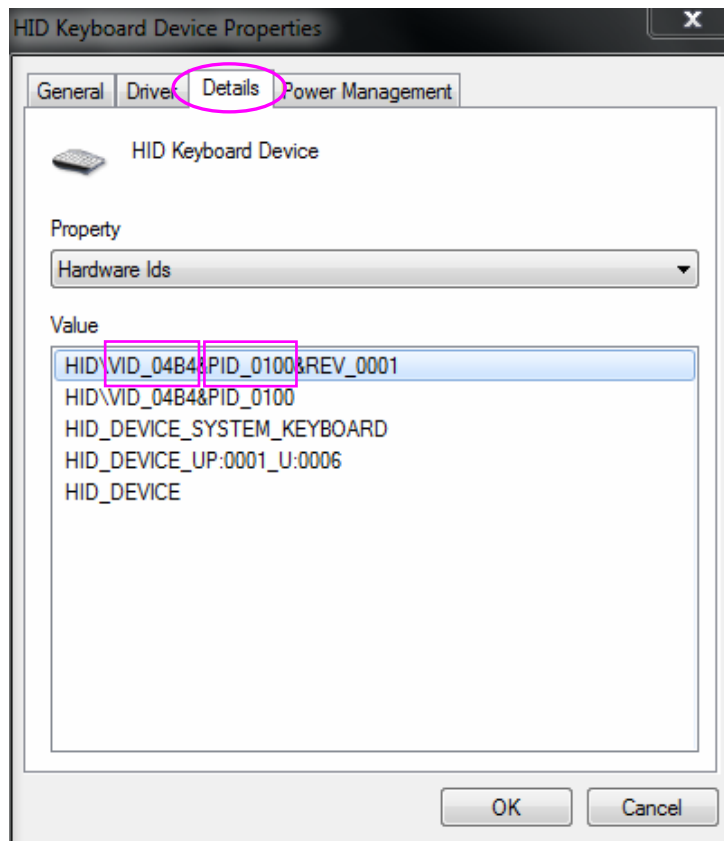 HID Keyboard Device Properties
x
General Driver Details Power Management
HID Keyboard Device
Property
Hardware Ids
Value
HID\VID_04B4&PID_0100&REV_0001
HID\VID_04B4&PID_0100
HID_DEVICE_SYSTEM_KEYBOARD
HID_DEVICE_UP:0001_U:0006
HID_DEVICE
OK Cancel